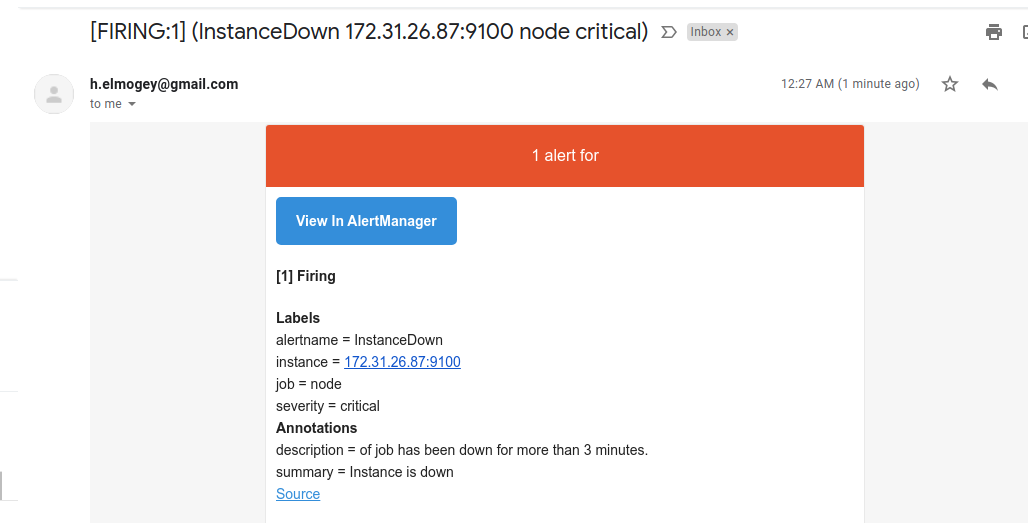 [FIRING:1] (InstanceDown 172.31.26.87:9100 node critical) Inbox ×
h.elmogey@gmail.com 12:27 AM (1 minute ago)
to me
1 alert for
View In AlertManager
[1] Firing
Labels
alertname = InstanceDown
instance = 172.31.26.87:9100
job = node
severity = critical
Annotations
description = of job has been down for more than 3 minutes.
summary = Instance is down
Source